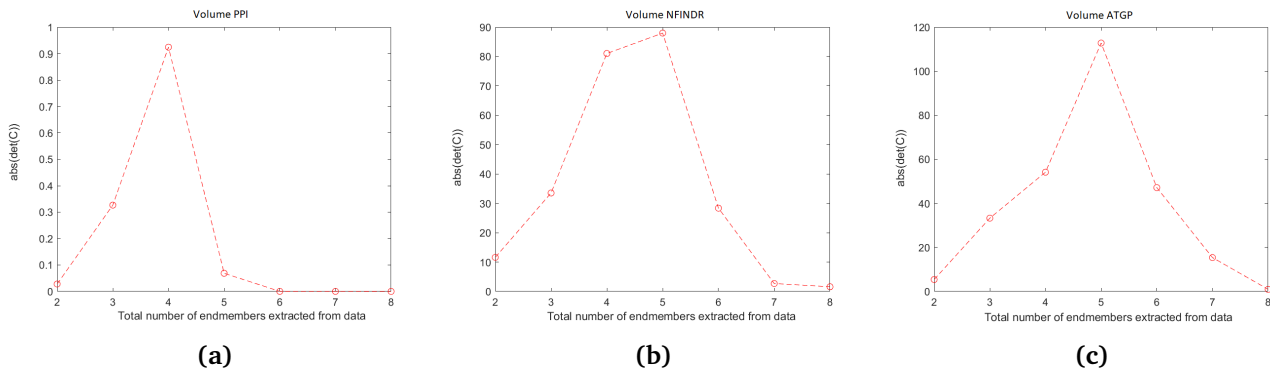 Volume PPI
1
0.9
0.8
0.7
0.6
0.5
0.4
0.3
0.2
0.1
0
abs(det(C))
2 3 4 5 6 7 8
Total number of endmembers extracted from data
(a)
Volume NFINDR
90
80
70
60
50
40
30
20
10
0
abs(det(C))
2 3 4 5 6 7 8
Total number of endmembers extracted from data
(b)
Volume ATGP
120
100
80
60
40
20
0
abs(det(C))
2 3 4 5 6 7 8
Total number of endmembers extracted from data
(c)